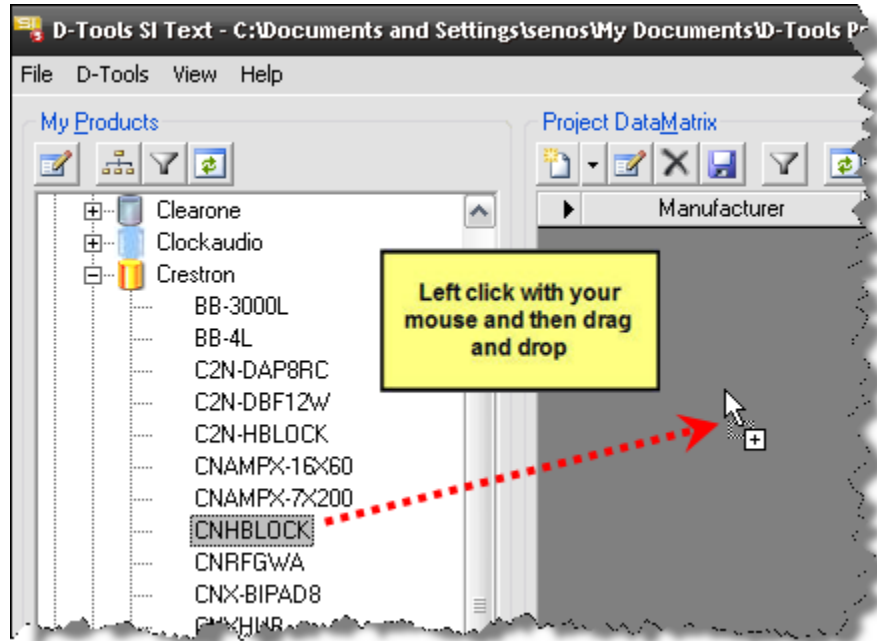 D-Tools SI Text - C:\Documents and Settings\senos\My Documents\D-Tools
File D-Tools View Help
My Products
Project DataMatrix
Manufacturer
Clearone
Clockaudio
Crestron
BB-3000L
BB-4L
C2N-DAP8RC
C2N-DBF12W
C2N-HBLOCK
CNAMPX-16X60
CNAMPX-7X200
CNHBLOCK
CNRFGWA
CNX-BIPAD8
Left click with your
mouse and then drag
and drop